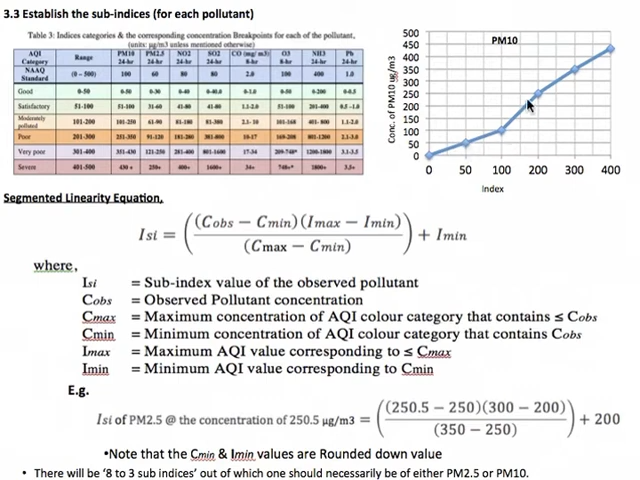 3.3 Establish the sub-indices (for each pollutant)
Table 3: Indices categories & the corresponding concentration Breakpoints for each of the pollutant,
(units: µg/m3 unless mentioned otherwise)
AQI Category Range PM10 24-hr PM2.5 24-hr NO2 24-hr SO2 24-hr CO (mg/m3) 8-hr O3 8-hr NH3 24-hr Pb 24-hr
NAAQ Standard (0 – 500) 100 60 80 80 2.0 100 400 1.0
Good 0-50 0-50 0-30 0-40 0-40 0-1.0 0-50 0-200 0-0.5
Satisfactory 51-100 51-100 31-60 41-80 41-80 1.1-2.0 51-100 201-400 0.5-1.0
Moderately polluted 101-200 101-250 61-90 81-180 81-380 2.1-10 101-168 401-800 1.1-2.0
Poor 201-300 251-350 91-120 181-280 381-800 10-17 169-208 801-1200 2.1-3.0
Very poor 301-400 351-430 121-250 281-400 801-1600 17-34 209-748* 1200-1800 3.1-3.5
Severe 401-500 430+ 250+ 400+ 1600+ 34+ 748+* 1800+ 3.5+
PM10
Conc. of PM10 ug/m3
500
450
400
350
300
250
200
150
100
50
0
0 50 100 200 300 400
Index
Segmented Linearity Equation,
Isi = ((Cobs − Cmin)(Imax − Imin) / (Cmax − Cmin)) + Imin
where,
Isi = Sub-index value of the observed pollutant
Cobs = Observed Pollutant concentration
Cmax = Maximum concentration of AQI colour category that contains ≤ Cobs
Cmin = Minimum concentration of AQI colour category that contains Cobs
Imax = Maximum AQI value corresponding to ≤ Cmax
Imin = Minimum AQI value corresponding to Cmin
E.g.
Isi of PM2.5 @ the concentration of 250.5 µg/m3 = ((250.5 − 250)(300 − 200) / (350 − 250)) + 200
•Note that the Cmin & Imin values are Rounded down value
• There will be ‘8 to 3 sub indices’ out of which one should necessarily be of either PM2.5 or PM10.